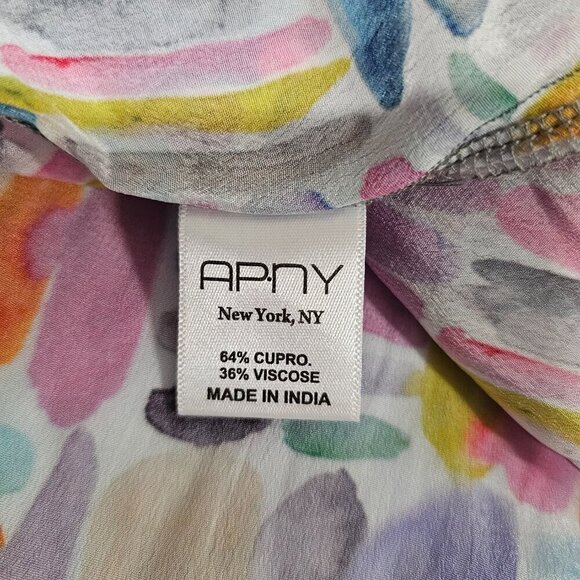 AP·NY
New York, NY
64% CUPRO.
36% VISCOSE
MADE IN INDIA